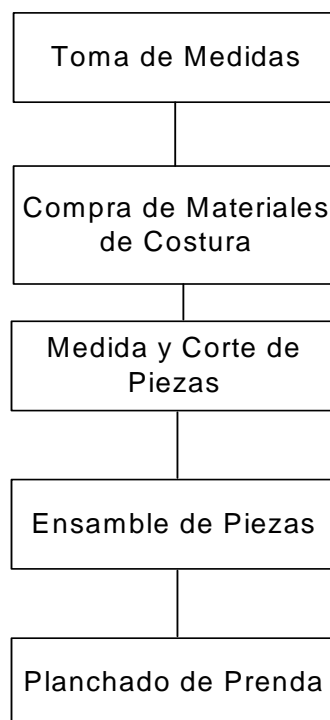 Toma de Medidas
Compra de Materiales
de Costura
Medida y Corte de
Piezas
Ensamble de Piezas
Planchado de Prenda